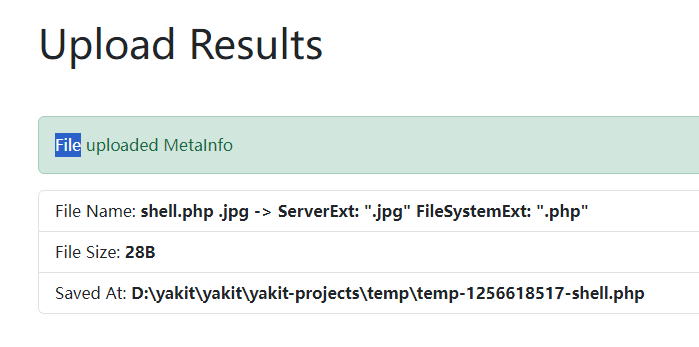 Upload Results
File uploaded MetaInfo
File Name: shell.php .jpg -> ServerExt: ".jpg" FileSystemExt: ".php"
File Size: 28B
Saved At: D:\yakit\yakit\yakit-projects\temp\temp-1256618517-shell.php